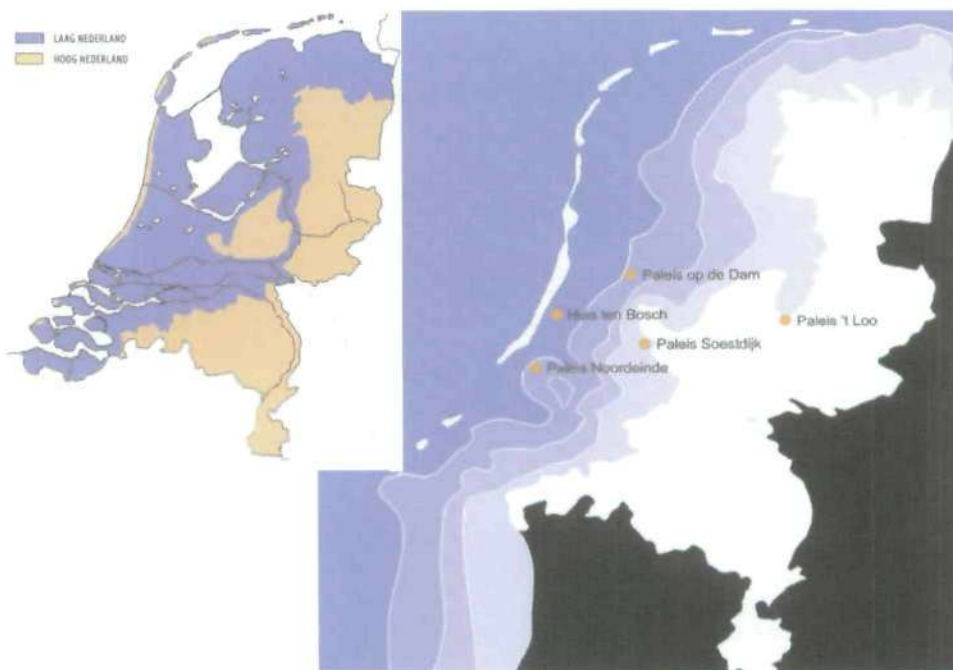 LAAG NEDERLAND
HOOG NEDERLAND
Paleis op de Dam
Huis ten Bosch
Paleis 't Loo
Paleis Soestdijk
Paleis Noordeinde